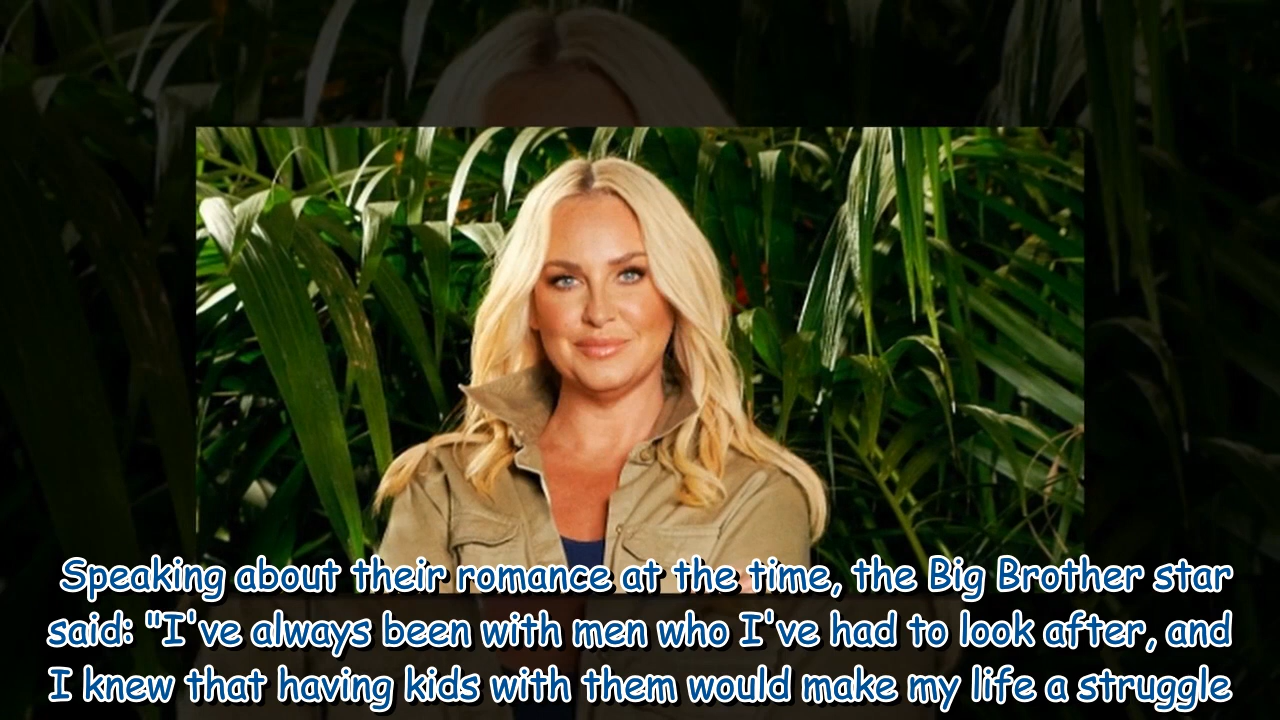 Speaking about their romance at the time, the Big Brother star
said: "I've always been with men who I've had to look after, and
I knew that having kids with them would make my life a struggle